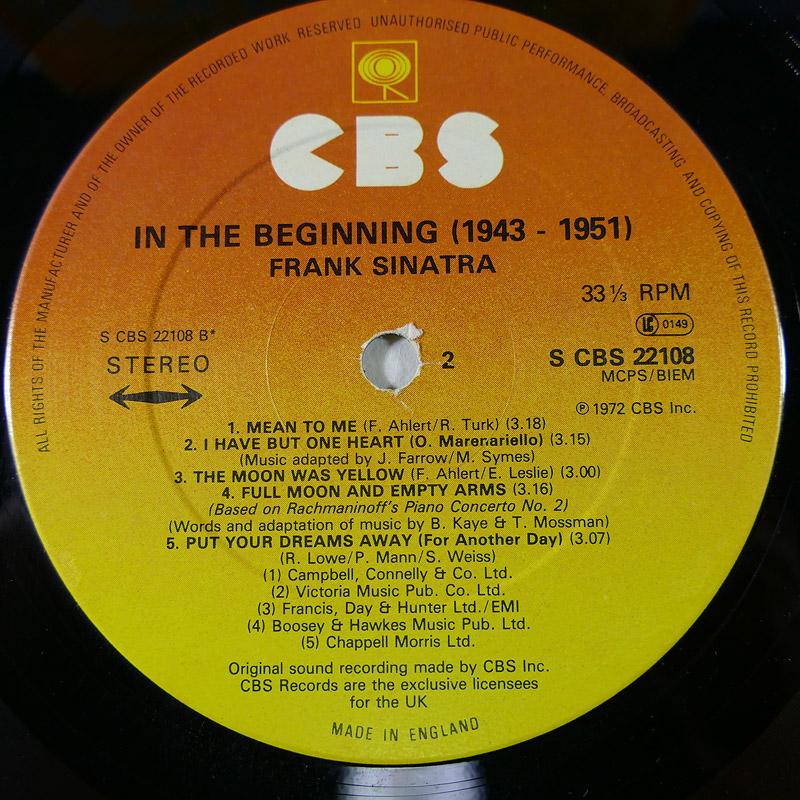 ALL RIGHTS OF THE MANUFACTURER AND OF THE OWNER OF THE RECORDED WORK RESERVED UNAUTHORISED PUBLIC PERFORMANCE, BROADCASTING AND COPYING OF THIS RECORD PROHIBITED
CBS
IN THE BEGINNING (1943 - 1951)
FRANK SINATRA
33⅓ RPM
LC 0149
S CBS 22108 B*
STEREO
2
S CBS 22108
MCPS/BIEM
℗ 1972 CBS Inc.
1. MEAN TO ME (F. Ahlert/R. Turk) (3.18)
2. I HAVE BUT ONE HEART (O. Marenariello) (3.15)
(Music adapted by J. Farrow/M. Symes)
3. THE MOON WAS YELLOW (F. Ahlert/E. Leslie) (3.00)
4. FULL MOON AND EMPTY ARMS (3.16)
(Based on Rachmaninoff's Piano Concerto No. 2)
(Words and adaptation of music by B. Kaye & T. Mossman)
5. PUT YOUR DREAMS AWAY (For Another Day) (3.07)
(R. Lowe/P. Mann/S. Weiss)
(1) Campbell, Connelly & Co. Ltd.
(2) Victoria Music Pub. Co. Ltd.
(3) Francis, Day & Hunter Ltd./EMI
(4) Boosey & Hawkes Music Pub. Ltd.
(5) Chappell Morris Ltd.
Original sound recording made by CBS Inc.
CBS Records are the exclusive licensees
for the UK
MADE IN ENGLAND